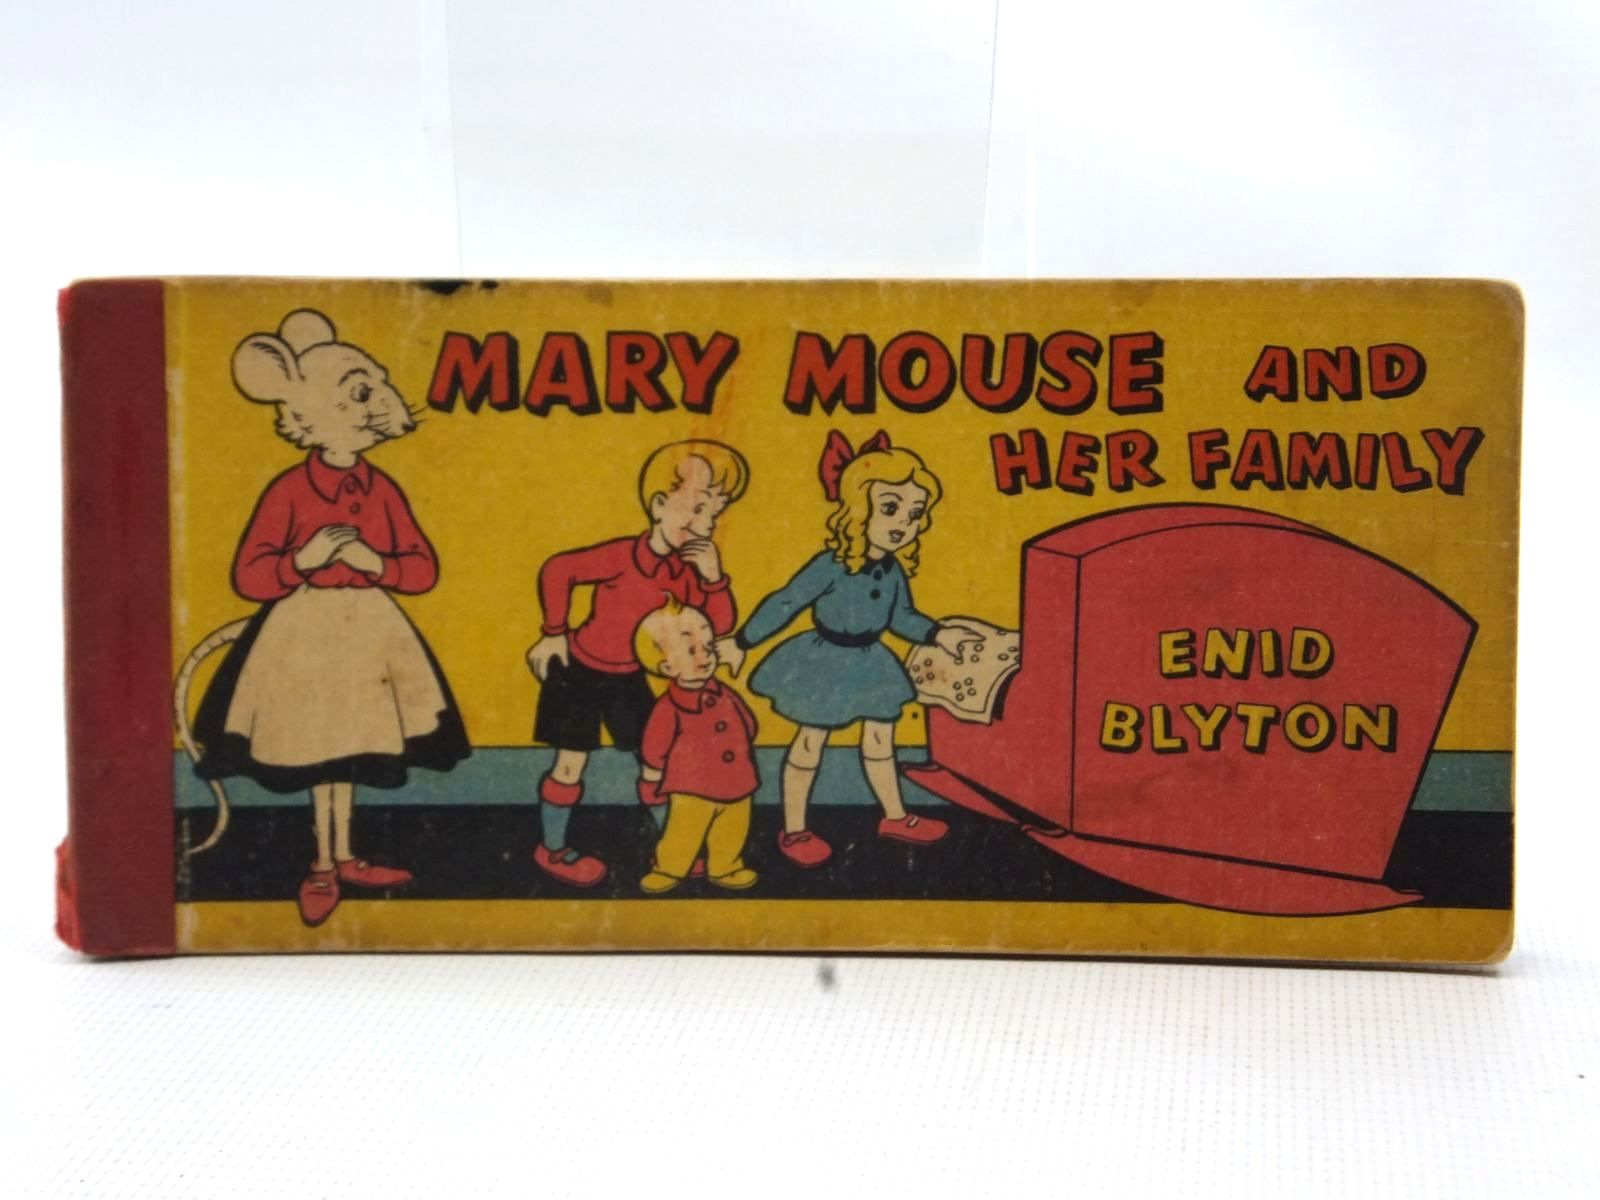 MARY MOUSE AND
HER FAMILY
ENID
BLYTON